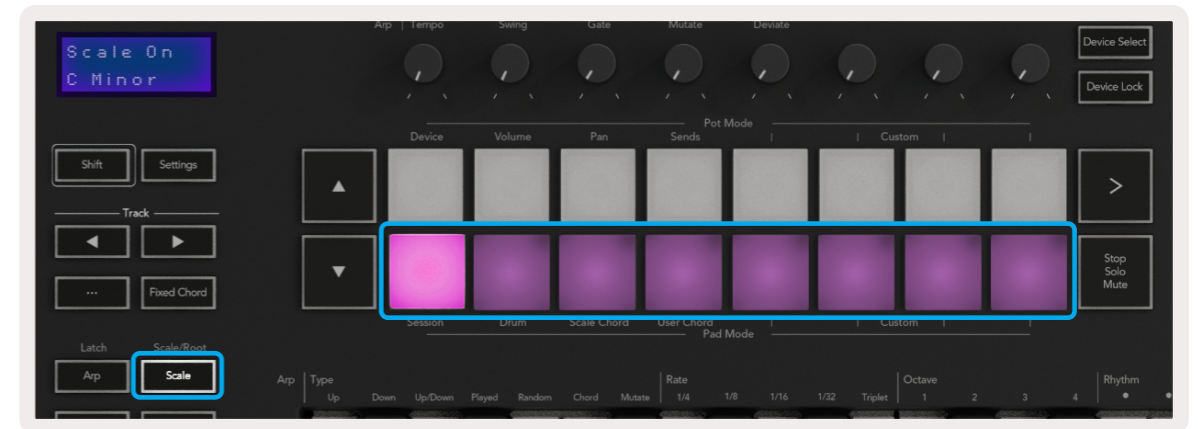 Arp | Tempo Swing Gate Mutate Deviate
Scale On
C Minor
Device Select
Device Lock
Pot Mode
Device Volume Pan Sends | | Custom | |
Shift Settings
Track
...
Fixed Chord
Stop
Solo
Mute
Session Drum Scale Chord User Chord | | Custom | |
Pad Mode
Latch Scale/Root
Arp Scale
Arp Type Rate Octave Rhythm
Up Down Up/Down Played Random Chord Mutate 1/4 1/8 1/16 1/32 Triplet 1 2 3 4